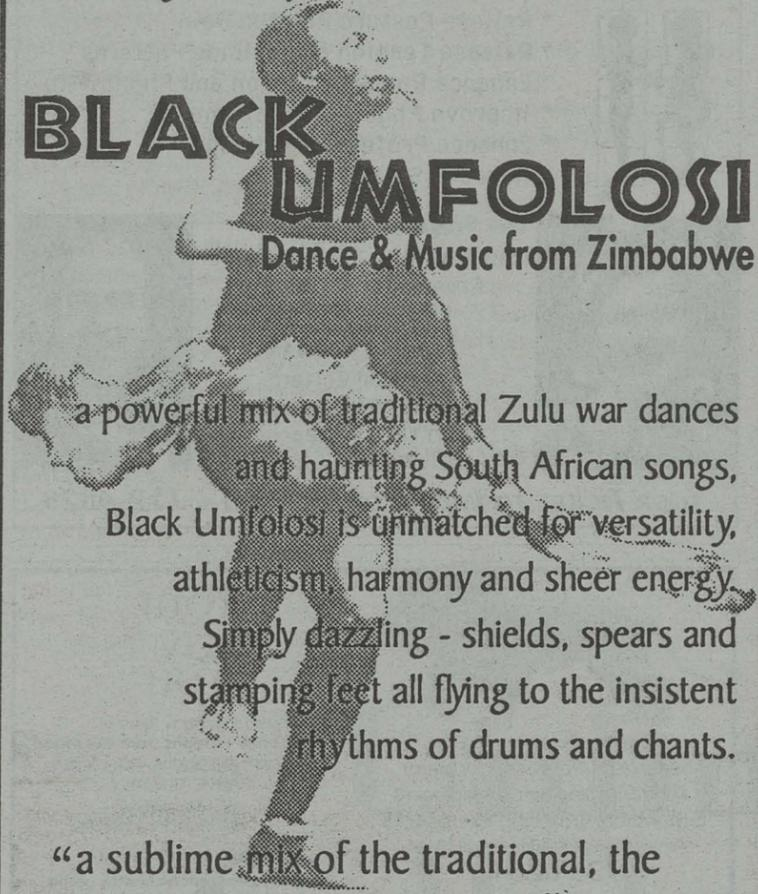 BLACK
UMFOLOSI
Dance & Music from Zimbabwe
a powerful mix of traditional Zulu war dances
and haunting South African songs,
Black Umfolosi is unmatched for versatility,
athleticism, harmony and sheer energy.
Simply dazzling - shields, spears and
stamping feet all flying to the insistent
rhythms of drums and chants.
“a sublime mix of the traditional, the